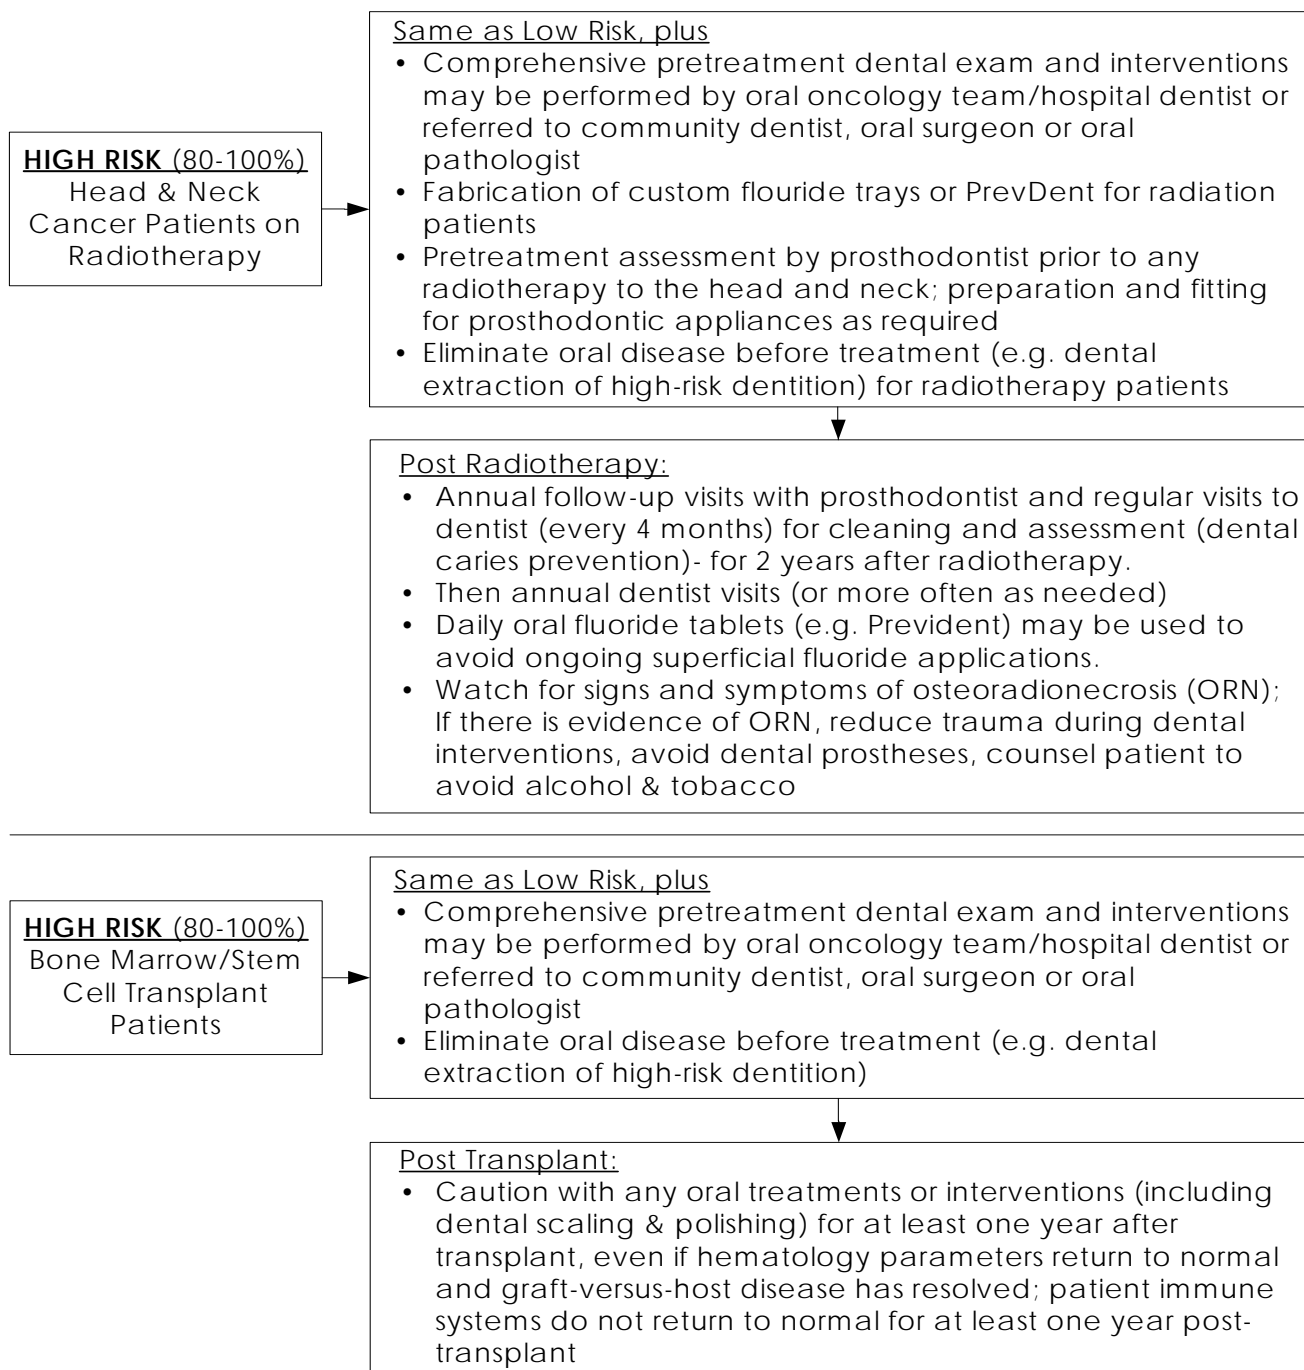 HIGH RISK (80-100%)
Head & Neck
Cancer Patients on
Radiotherapy
Same as Low Risk, plus
• Comprehensive pretreatment dental exam and interventions
may be performed by oral oncology team/hospital dentist or
referred to community dentist, oral surgeon or oral
pathologist
• Fabrication of custom flouride trays or PrevDent for radiation
patients
• Pretreatment assessment by prosthodontist prior to any
radiotherapy to the head and neck; preparation and fitting
for prosthodontic appliances as required
• Eliminate oral disease before treatment (e.g. dental
extraction of high-risk dentition) for radiotherapy patients
Post Radiotherapy:
• Annual follow-up visits with prosthodontist and regular visits to
dentist (every 4 months) for cleaning and assessment (dental
caries prevention)- for 2 years after radiotherapy.
• Then annual dentist visits (or more often as needed)
• Daily oral fluoride tablets (e.g. Prevident) may be used to
avoid ongoing superficial fluoride applications.
• Watch for signs and symptoms of osteoradionecrosis (ORN);
If there is evidence of ORN, reduce trauma during dental
interventions, avoid dental prostheses, counsel patient to
avoid alcohol & tobacco
HIGH RISK (80-100%)
Bone Marrow/Stem
Cell Transplant
Patients
Same as Low Risk, plus
• Comprehensive pretreatment dental exam and interventions
may be performed by oral oncology team/hospital dentist or
referred to community dentist, oral surgeon or oral
pathologist
• Eliminate oral disease before treatment (e.g. dental
extraction of high-risk dentition)
Post Transplant:
• Caution with any oral treatments or interventions (including
dental scaling & polishing) for at least one year after
transplant, even if hematology parameters return to normal
and graft-versus-host disease has resolved; patient immune
systems do not return to normal for at least one year post-
transplant